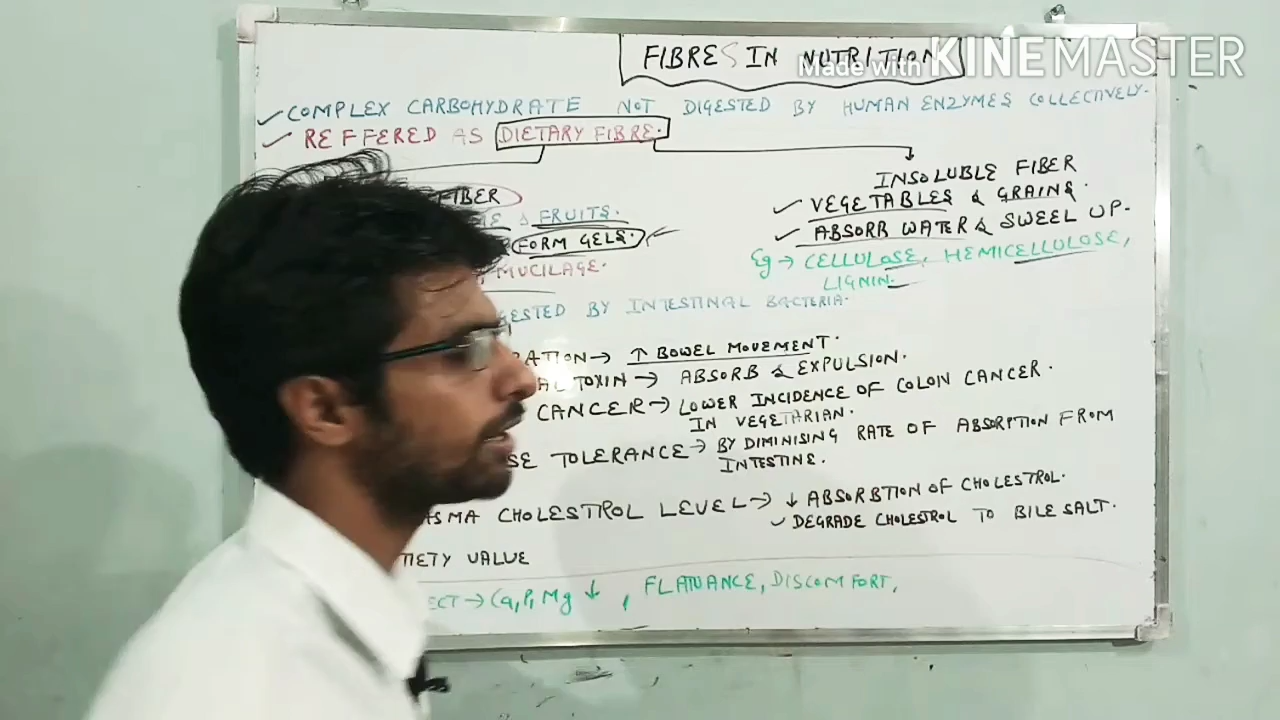 FIBRES IN NUTRITION
Made with KINEMASTER
COMPLEX CARBOHYDRATE NOT DIGESTED BY HUMAN ENZYMES COLLECTIVELY.
REFFERED AS DIETARY FIBRE.
FIBER
& FRUITS.
FORM GELS.
MUCILAGE.
INSOLUBLE FIBER
VEGETABLES & GRAINS.
ABSORB WATER & SWEEL UP.
Eg → CELLULOSE, HEMICELLULOSE,
LIGNIN.
GESTED BY INTESTINAL BACTERIA.
RATION → ↑ BOWEL MOVEMENT.
AL TOXIN → ABSORB & EXPULSION.
CANCER → LOWER INCIDENCE OF COLON CANCER.
IN VEGETARIAN.
SE TOLERANCE → BY DIMINISING RATE OF ABSORPTION FROM
INTESTINE.
ASMA CHOLESTROL LEVEL → ↓ ABSORBTION OF CHOLESTROL.
DEGRADE CHOLESTROL TO BILE SALT.
TIETY VALUE
ECT → Ca, P, Mg ↓, FLATUANCE, DISCOMFORT,